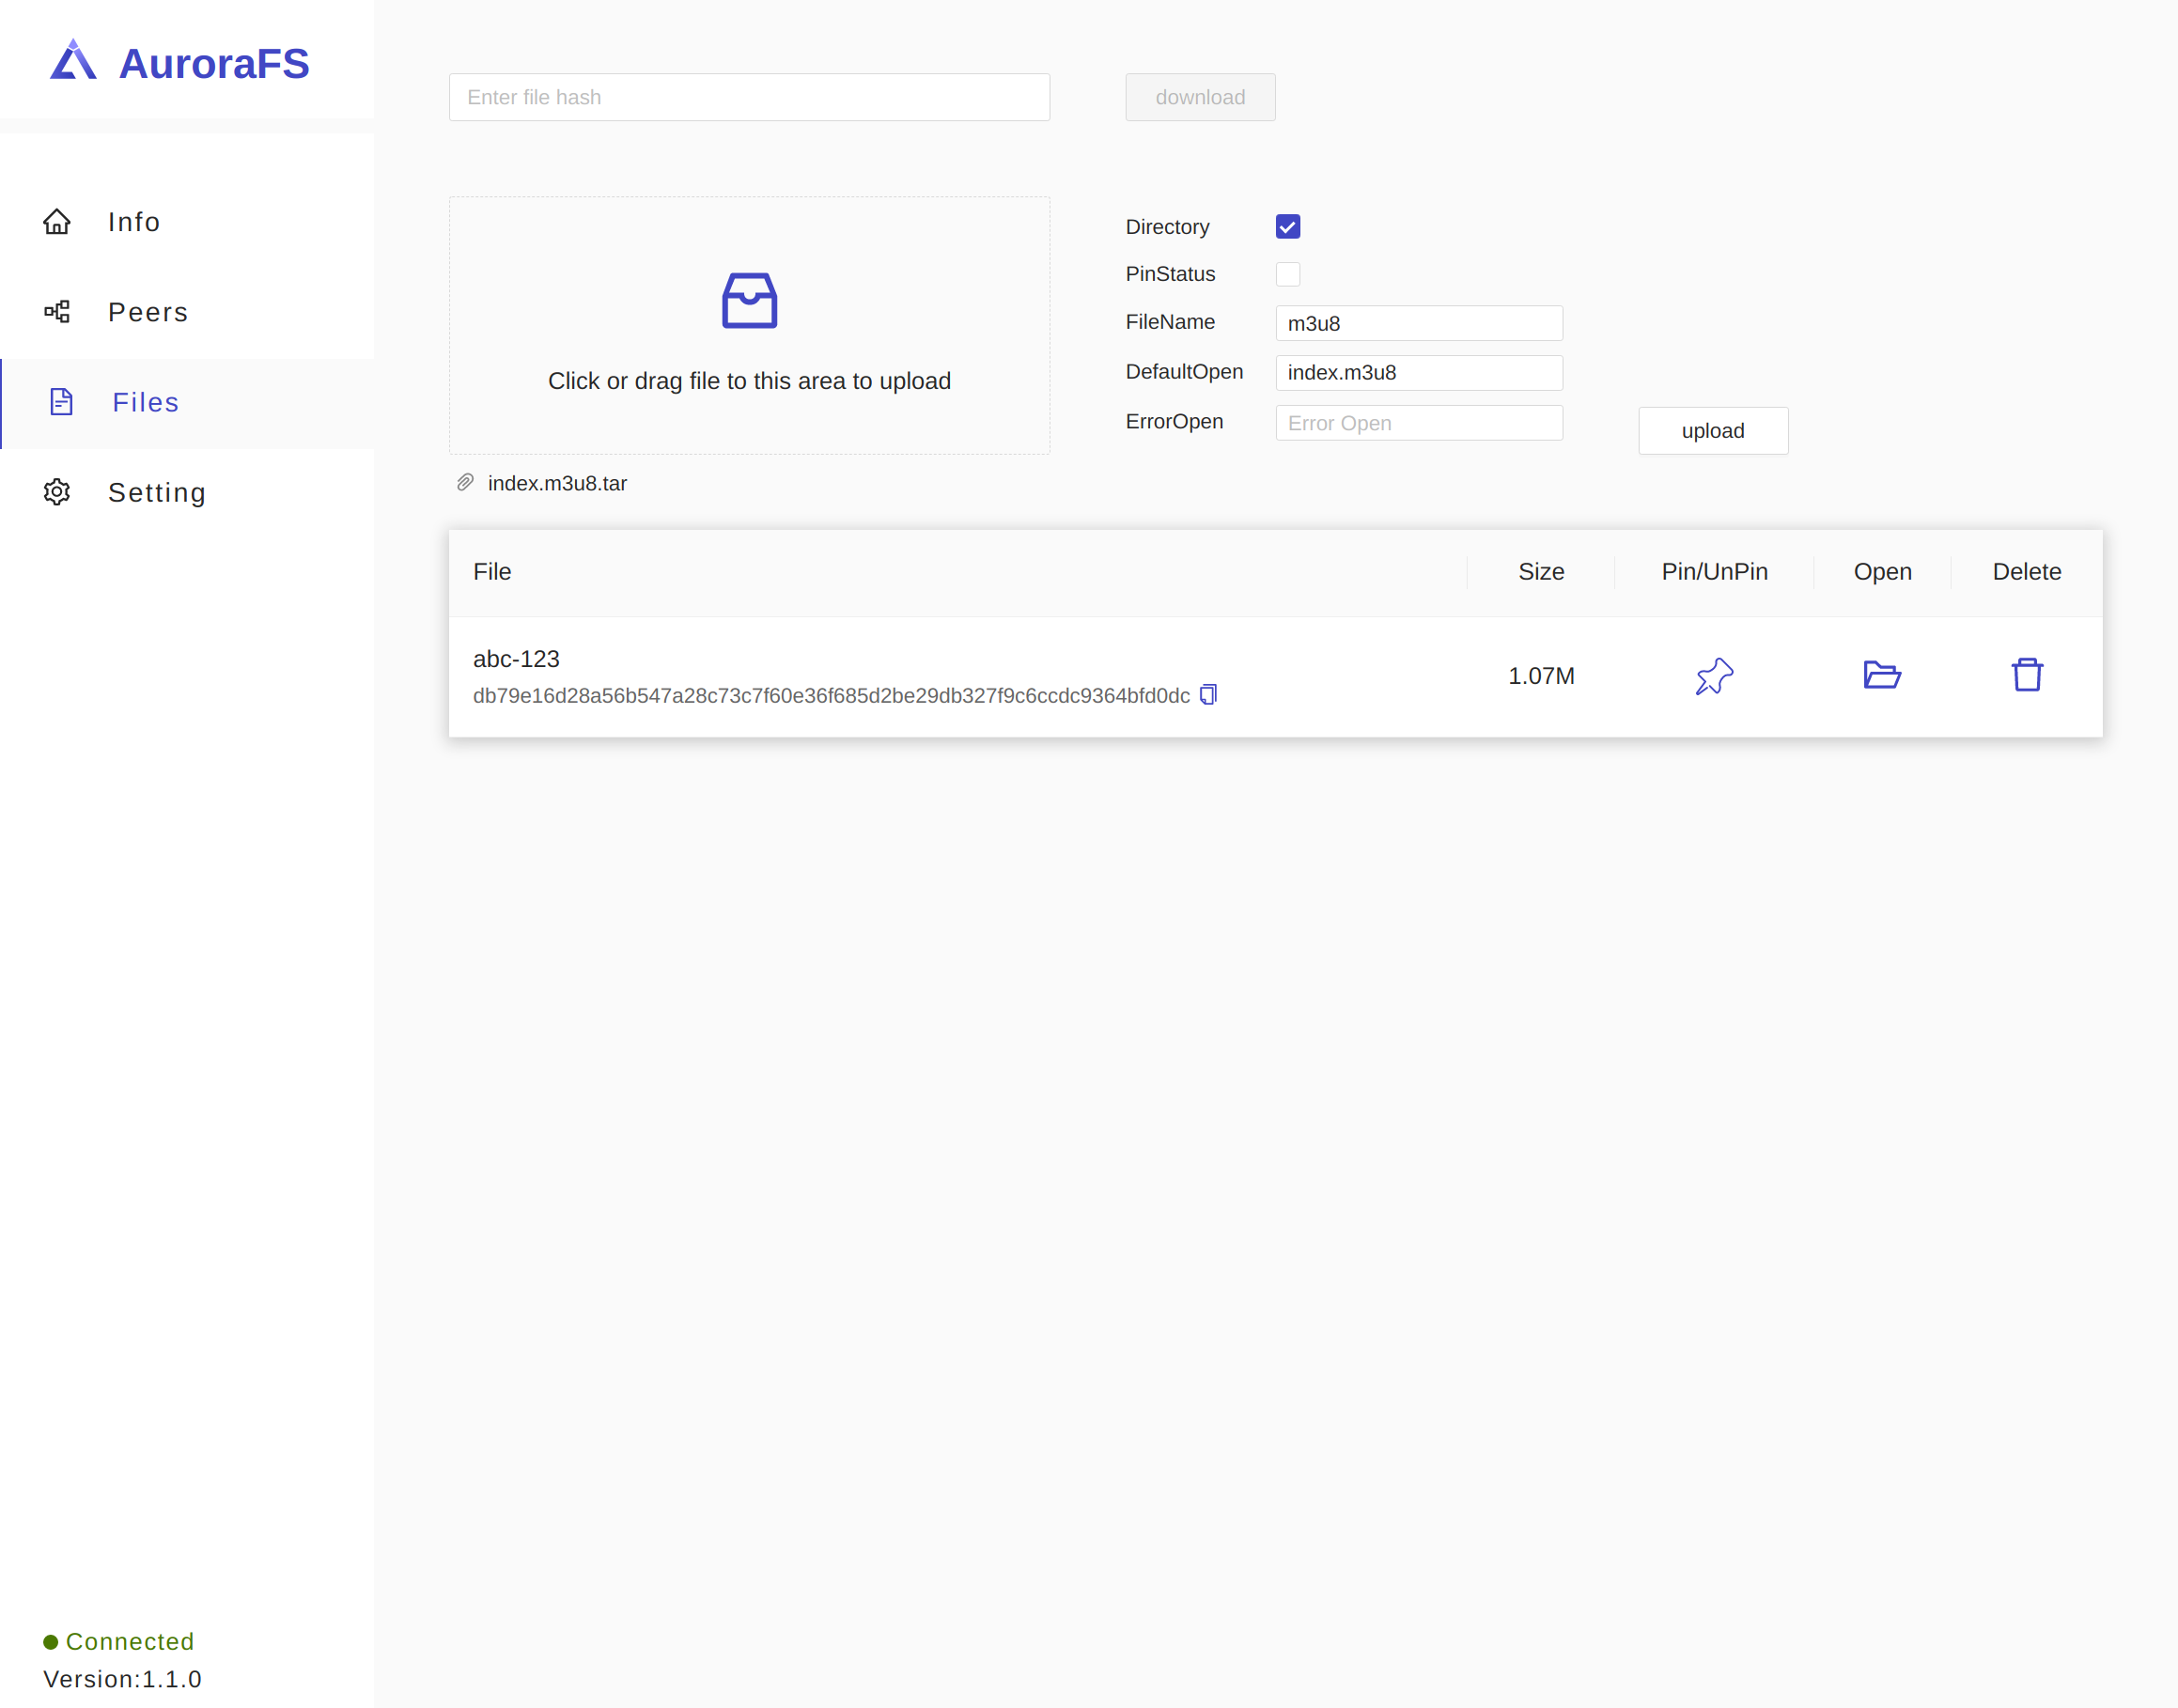 AuroraFS
Info
Peers
Files
Setting
Connected
Version:1.1.0
Enter file hash
download
Click or drag file to this area to upload
index.m3u8.tar
Directory
PinStatus
FileName
m3u8
DefaultOpen
index.m3u8
ErrorOpen
Error Open
upload
File
Size
Pin/UnPin
Open
Delete
abc-123
db79e16d28a56b547a28c73c7f60e36f685d2be29db327f9c6ccdc9364bfd0dc
1.07M